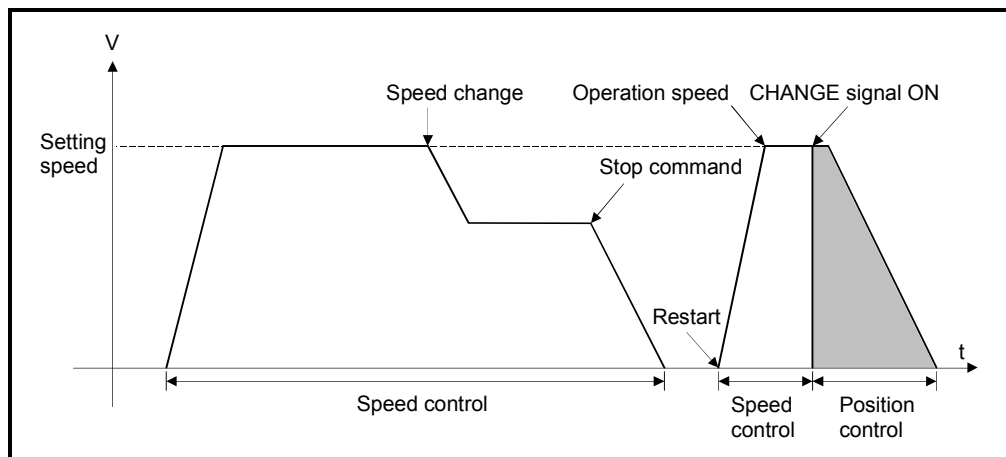 V
Speed change
Operation speed
CHANGE signal ON
Setting
speed
Stop command
Restart
t
Speed control
Speed
control
Position
control